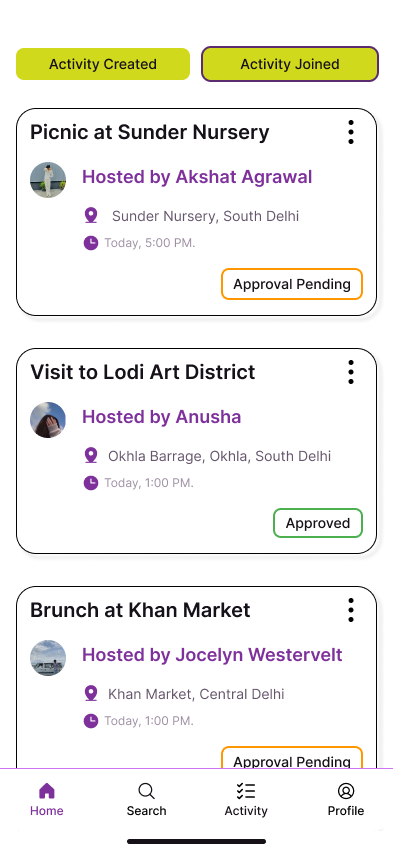 Activity Created
Activity Joined
Picnic at Sunder Nursery
Hosted by Akshat Agrawal
Sunder Nursery, South Delhi
Today, 5:00 PM.
Approval Pending
Visit to Lodi Art District
Hosted by Anusha
Okhla Barrage, Okhla, South Delhi
Today, 1:00 PM.
Approved
Brunch at Khan Market
Hosted by Jocelyn Westervelt
Khan Market, Central Delhi
Today, 1:00 PM.
Approval Pending
Home
Search
Activity
Profile